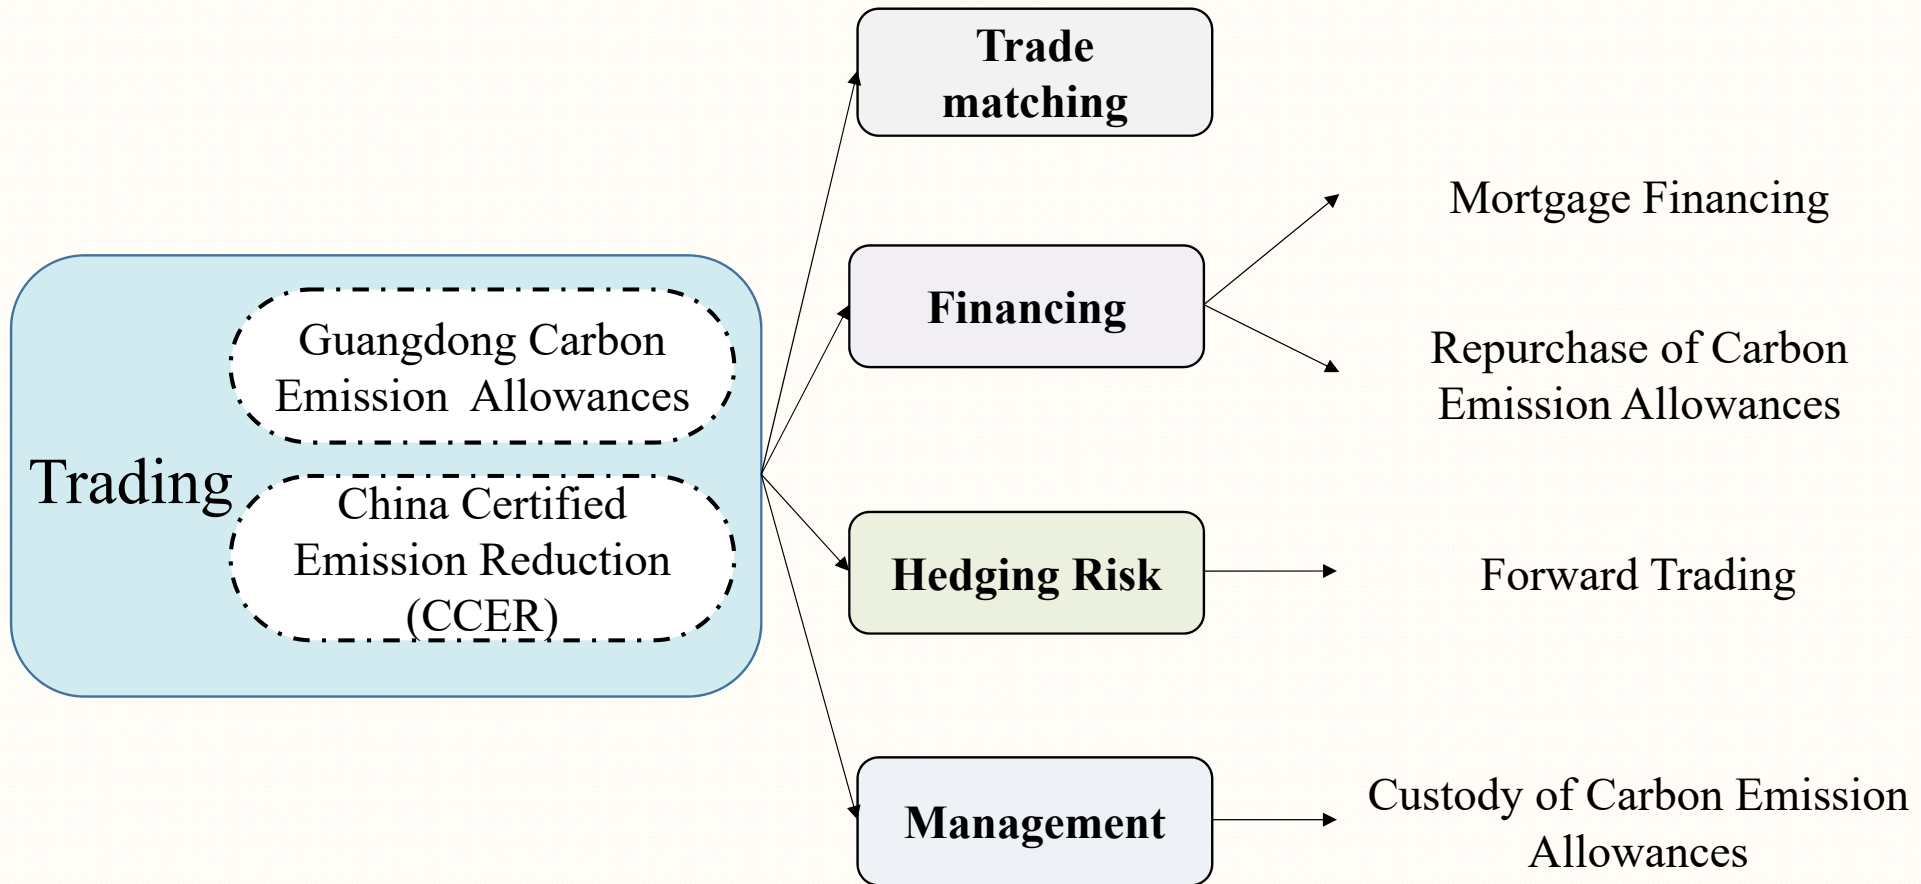 Trading
Guangdong Carbon
Emission Allowances
China Certified
Emission Reduction
(CCER)
Trade
matching
Financing
Mortgage Financing
Repurchase of Carbon
Emission Allowances
Hedging Risk
Forward Trading
Management
Custody of Carbon Emission
Allowances